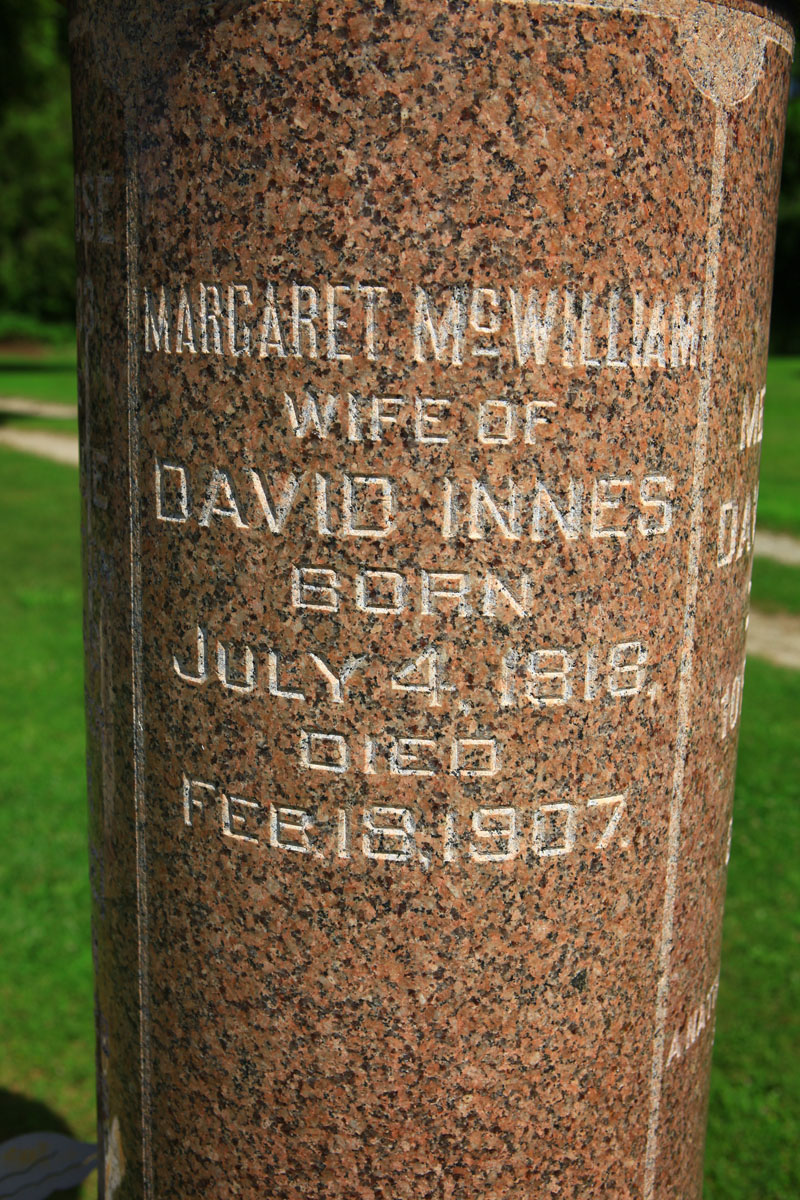 MARGARET McWILLIAM
WIFE OF
DAVID INNES
BORN
JULY 4, 1818,
DIED
FEB. 18, 1907.